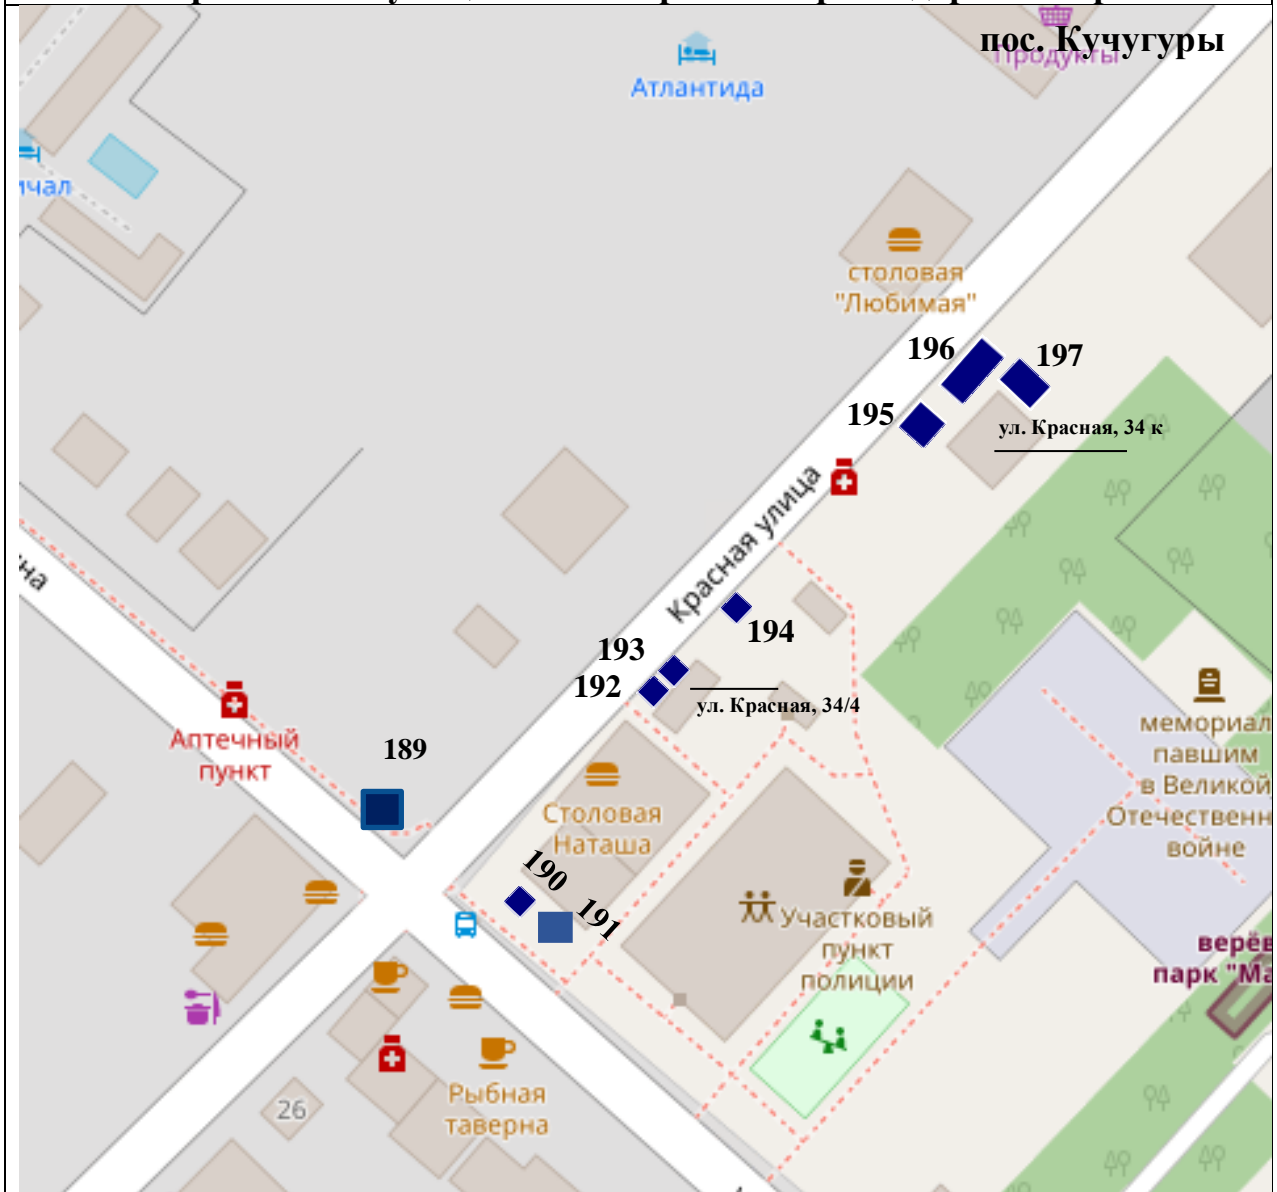 пос. Кучугуры
Продукты
Атлантида
столовая
"Любимая"
196
197
195
ул. Красная, 34 к
Красная улица
194
193
192
ул. Красная, 34/4
189
Аптечный
пункт
Столовая
Наташа
190
191
Участковый
пункт
полиции
мемориал
павшим
в Великой
Отечественн
войне
верёв
парк "Ма
Рыбная
таверна
26